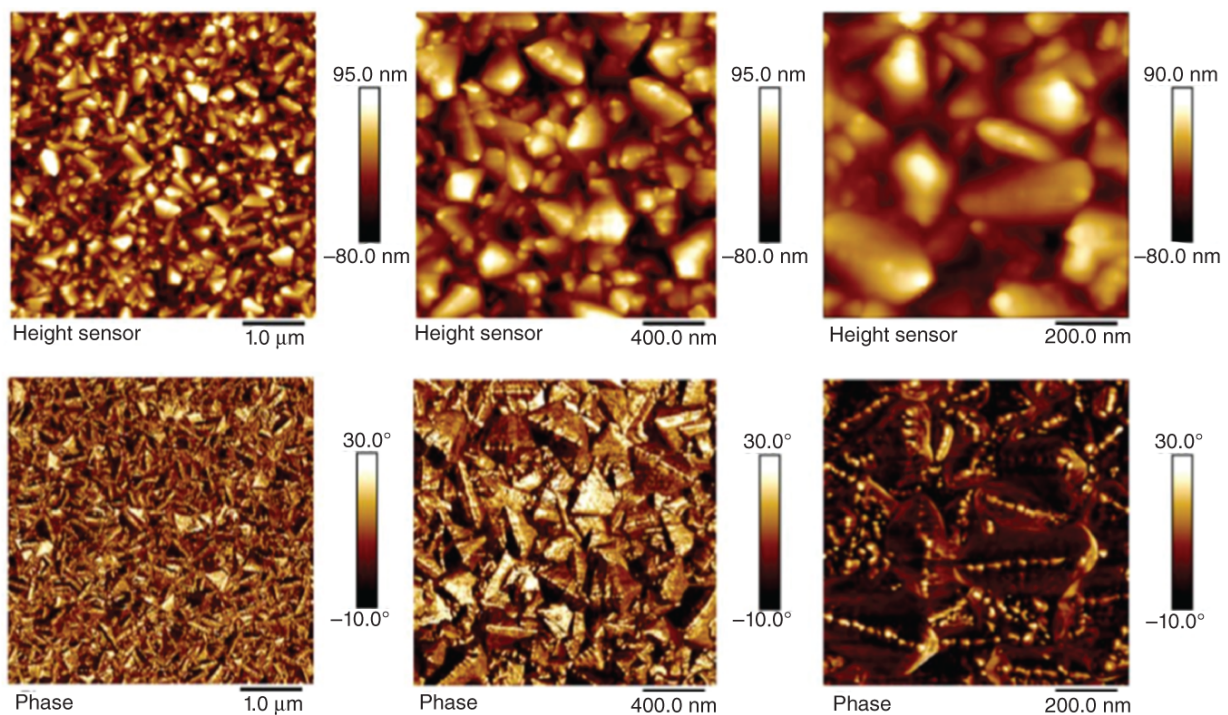 95.0 nm
–80.0 nm
Height sensor
1.0 µm
95.0 nm
–80.0 nm
Height sensor
400.0 nm
90.0 nm
–80.0 nm
Height sensor
200.0 nm
30.0°
–10.0°
Phase
1.0 µm
30.0°
–10.0°
Phase
400.0 nm
30.0°
–10.0°
Phase
200.0 nm